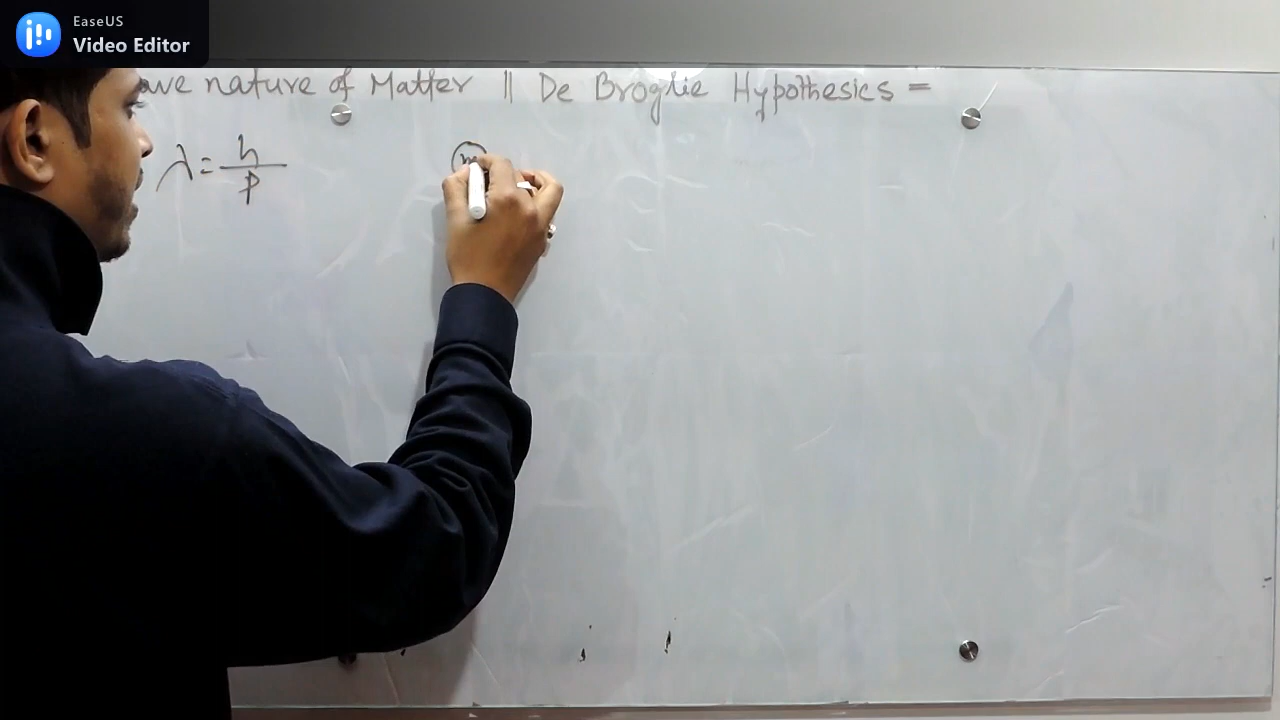 EaseUS
Video Editor
ave nature of Matter || De Broglie Hypothesics =
λ = h/p
m